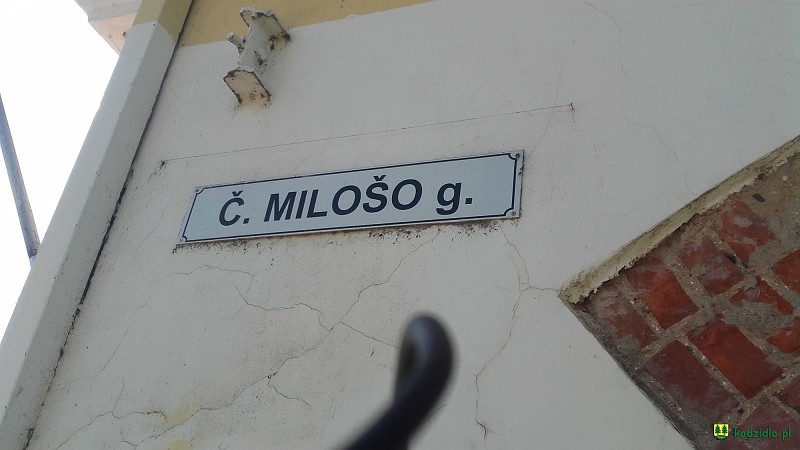 Č. MILOŠO g.
kadzidlo.pl